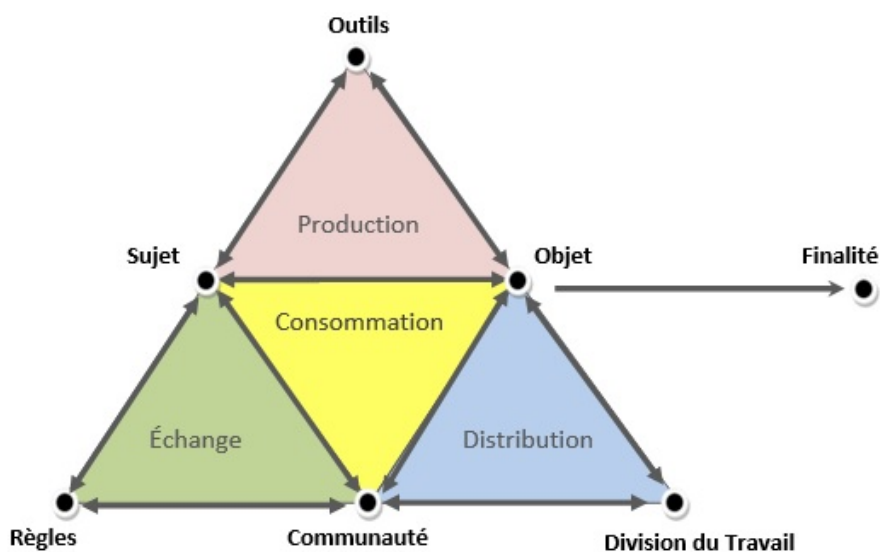 Outils
Production
Sujet
Objet
Finalité
Consommation
Échange
Distribution
Règles
Communauté
Division du Travail